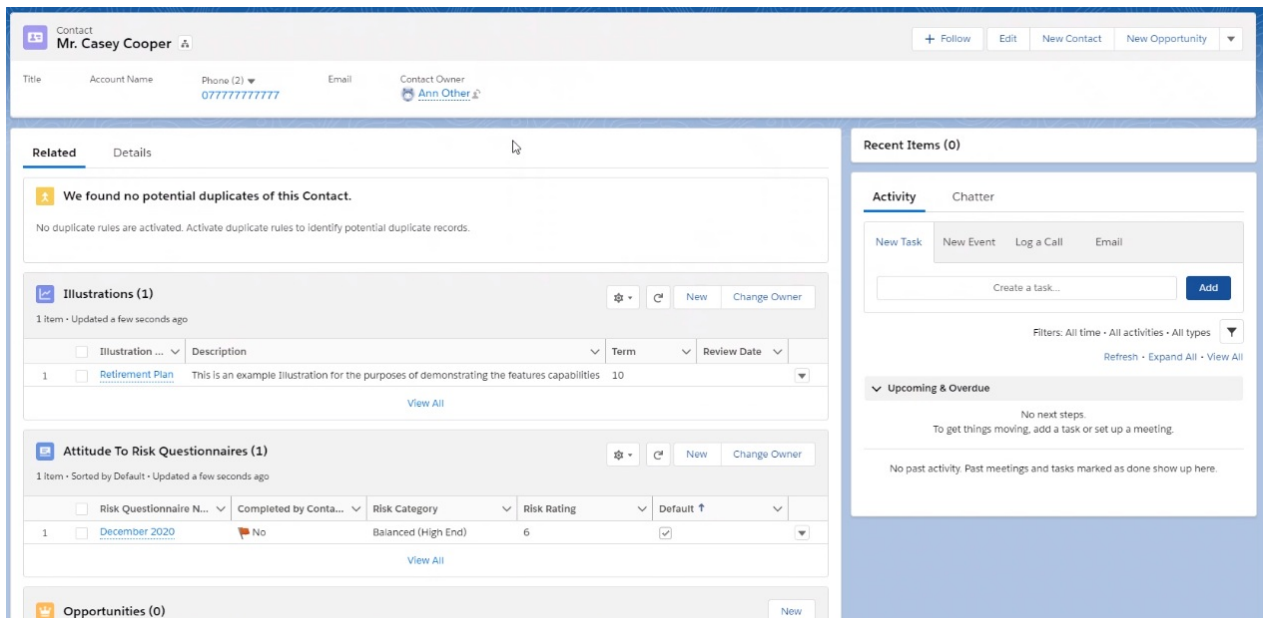 Contact
Mr. Casey Cooper
+ Follow Edit New Contact New Opportunity
Title Account Name Phone (2) Email Contact Owner
077777777777 Ann Other
Related Details
We found no potential duplicates of this Contact.
No duplicate rules are activated. Activate duplicate rules to identify potential duplicate records.
Illustrations (1)
New Change Owner
1 item • Updated a few seconds ago
Illustration ... Description Term Review Date
1 Retirement Plan This is an example Illustration for the purposes of demonstrating the features capabilities 10
View All
Attitude To Risk Questionnaires (1)
New Change Owner
1 item • Sorted by Default • Updated a few seconds ago
Risk Questionnaire N... Completed by Conta... Risk Category Risk Rating Default ↑
1 December 2020 No Balanced (High End) 6
View All
Opportunities (0)
New
Recent Items (0)
Activity Chatter
New Task New Event Log a Call Email
Create a task... Add
Filters: All time • All activities • All types
Refresh • Expand All • View All
Upcoming & Overdue
No next steps.
To get things moving, add a task or set up a meeting.
No past activity. Past meetings and tasks marked as done show up here.